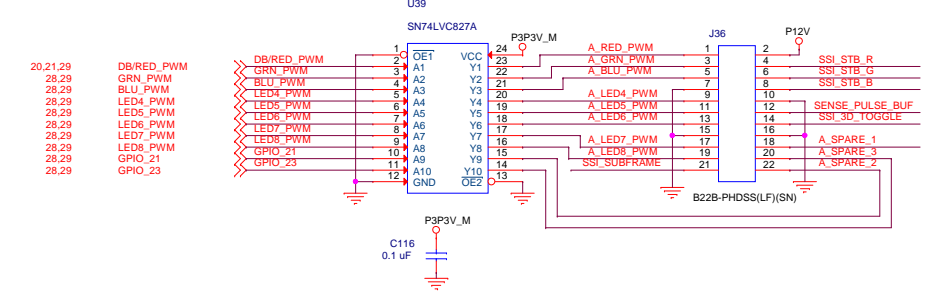 U39
SN74LVC827A
P3P3V_M
J36
P12V
20,21,29 DB/RED_PWM DB/RED_PWM 2 A1
28,29 GRN_PWM GRN_PWM 3 A2
28,29 BLU_PWM BLU_PWM 4 A3
28,29 LED4_PWM LED4_PWM 5 A4
28,29 LED5_PWM LED5_PWM 6 A5
28,29 LED6_PWM LED6_PWM 7 A6
28,29 LED7_PWM LED7_PWM 8 A7
28,29 LED8_PWM LED8_PWM 9 A8
28,29 GPIO_21 GPIO_21 10 A9
28,29 GPIO_23 GPIO_23 11 A10
1 OE1
12 GND
VCC 24
Y1 23
Y2 22
Y3 21
Y4 20
Y5 19
Y6 18
Y7 17
Y8 16
Y9 15
Y10 14
OE2 13
A_RED_PWM 1
A_GRN_PWM 3
A_BLU_PWM 5
7
A_LED4_PWM 9
A_LED5_PWM 11
A_LED6_PWM 13
15
A_LED7_PWM 17
A_LED8_PWM 19
SSI_SUBFRAME 21
2
4 SSI_STB_R
6 SSI_STB_G
8 SSI_STB_B
10
12 SENSE_PULSE_BUF
14 SSI_3D_TOGGLE
16
18 A_SPARE_1
20 A_SPARE_3
22 A_SPARE_2
B22B-PHDSS(LF)(SN)
P3P3V_M
C116
0.1 uF